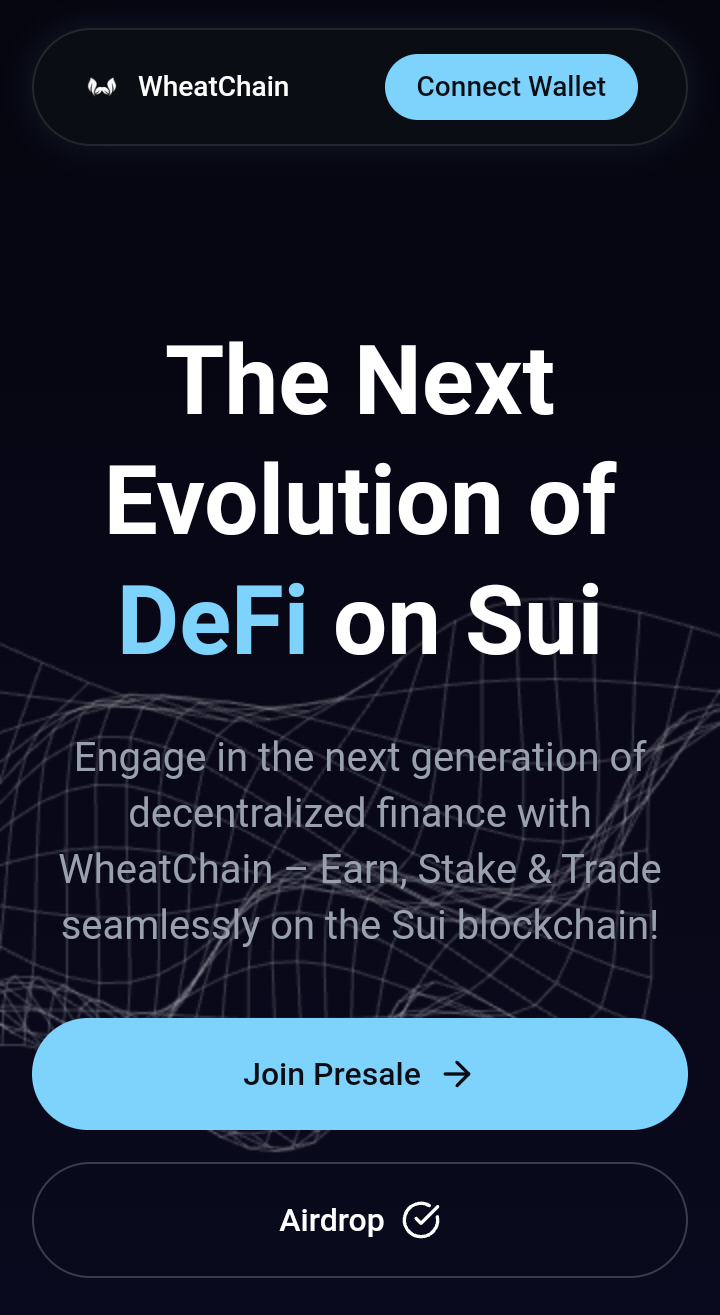 WheatChain
Connect Wallet
The Next
Evolution of
DeFi on Sui
Engage in the next generation of
decentralized finance with
WheatChain – Earn, Stake & Trade
seamlessly on the Sui blockchain!
Join Presale
Airdrop